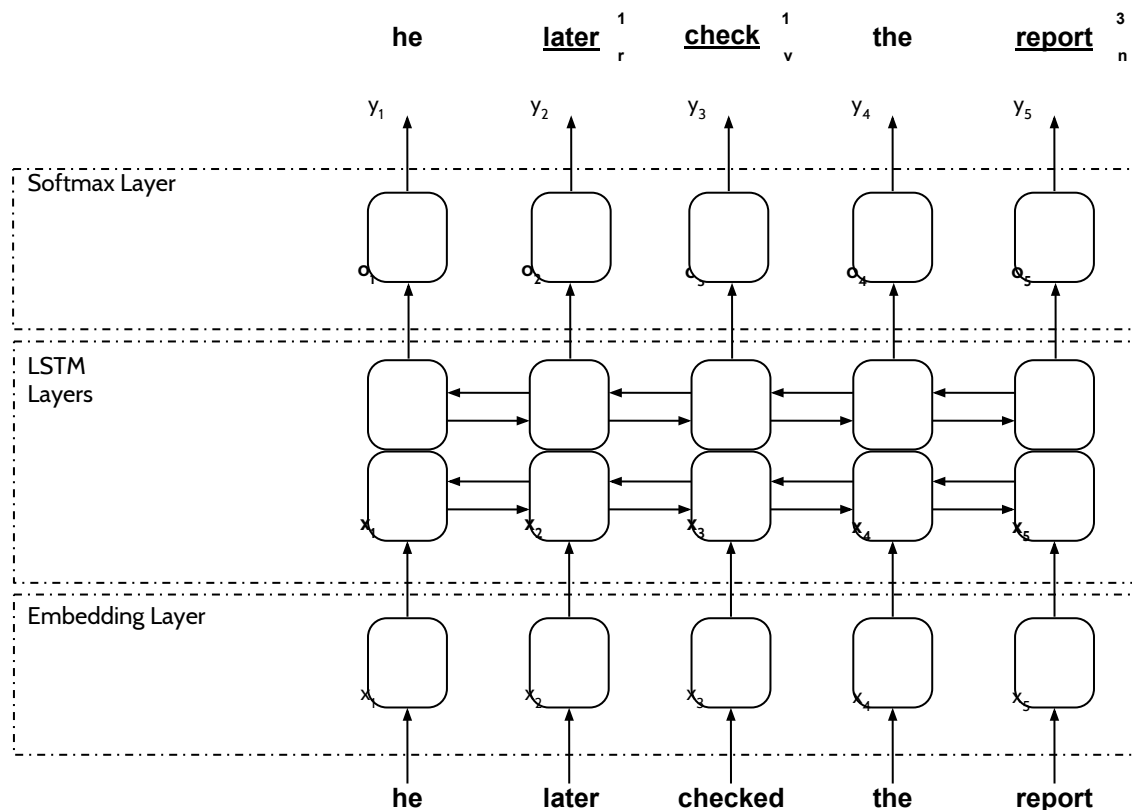 he later 1 r check 1 v the report 3 n
y1 y2 y3 y4 y5
Softmax Layer
o1 o2 o3 o4 o5
LSTM
Layers
x1 x2 x3 x4 x5
Embedding Layer
x1 x2 x3 x4 x5
he later checked the report